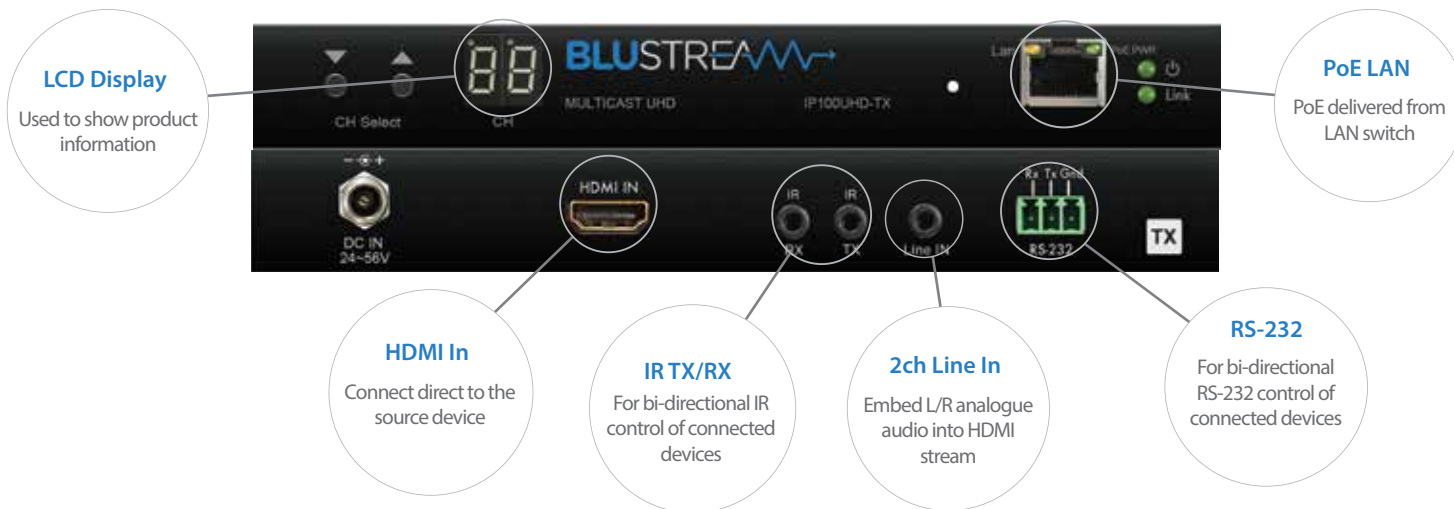 LCD Display
Used to show product
information
CH Select
88
CH
BLUSTREAM
MULTICAST UHD
IP100UHD-TX
Lan
PoE PWR
Link
PoE LAN
PoE delivered from
LAN switch
- +
DC IN
24~56V
HDMI IN
IR
RX
IR
TX
Line IN
Rx Tx Gnd
RS-232
TX
HDMI In
Connect direct to the
source device
IR TX/RX
For bi-directional IR
control of connected
devices
2ch Line In
Embed L/R analogue
audio into HDMI
stream
RS-232
For bi-directional
RS-232 control of
connected devices